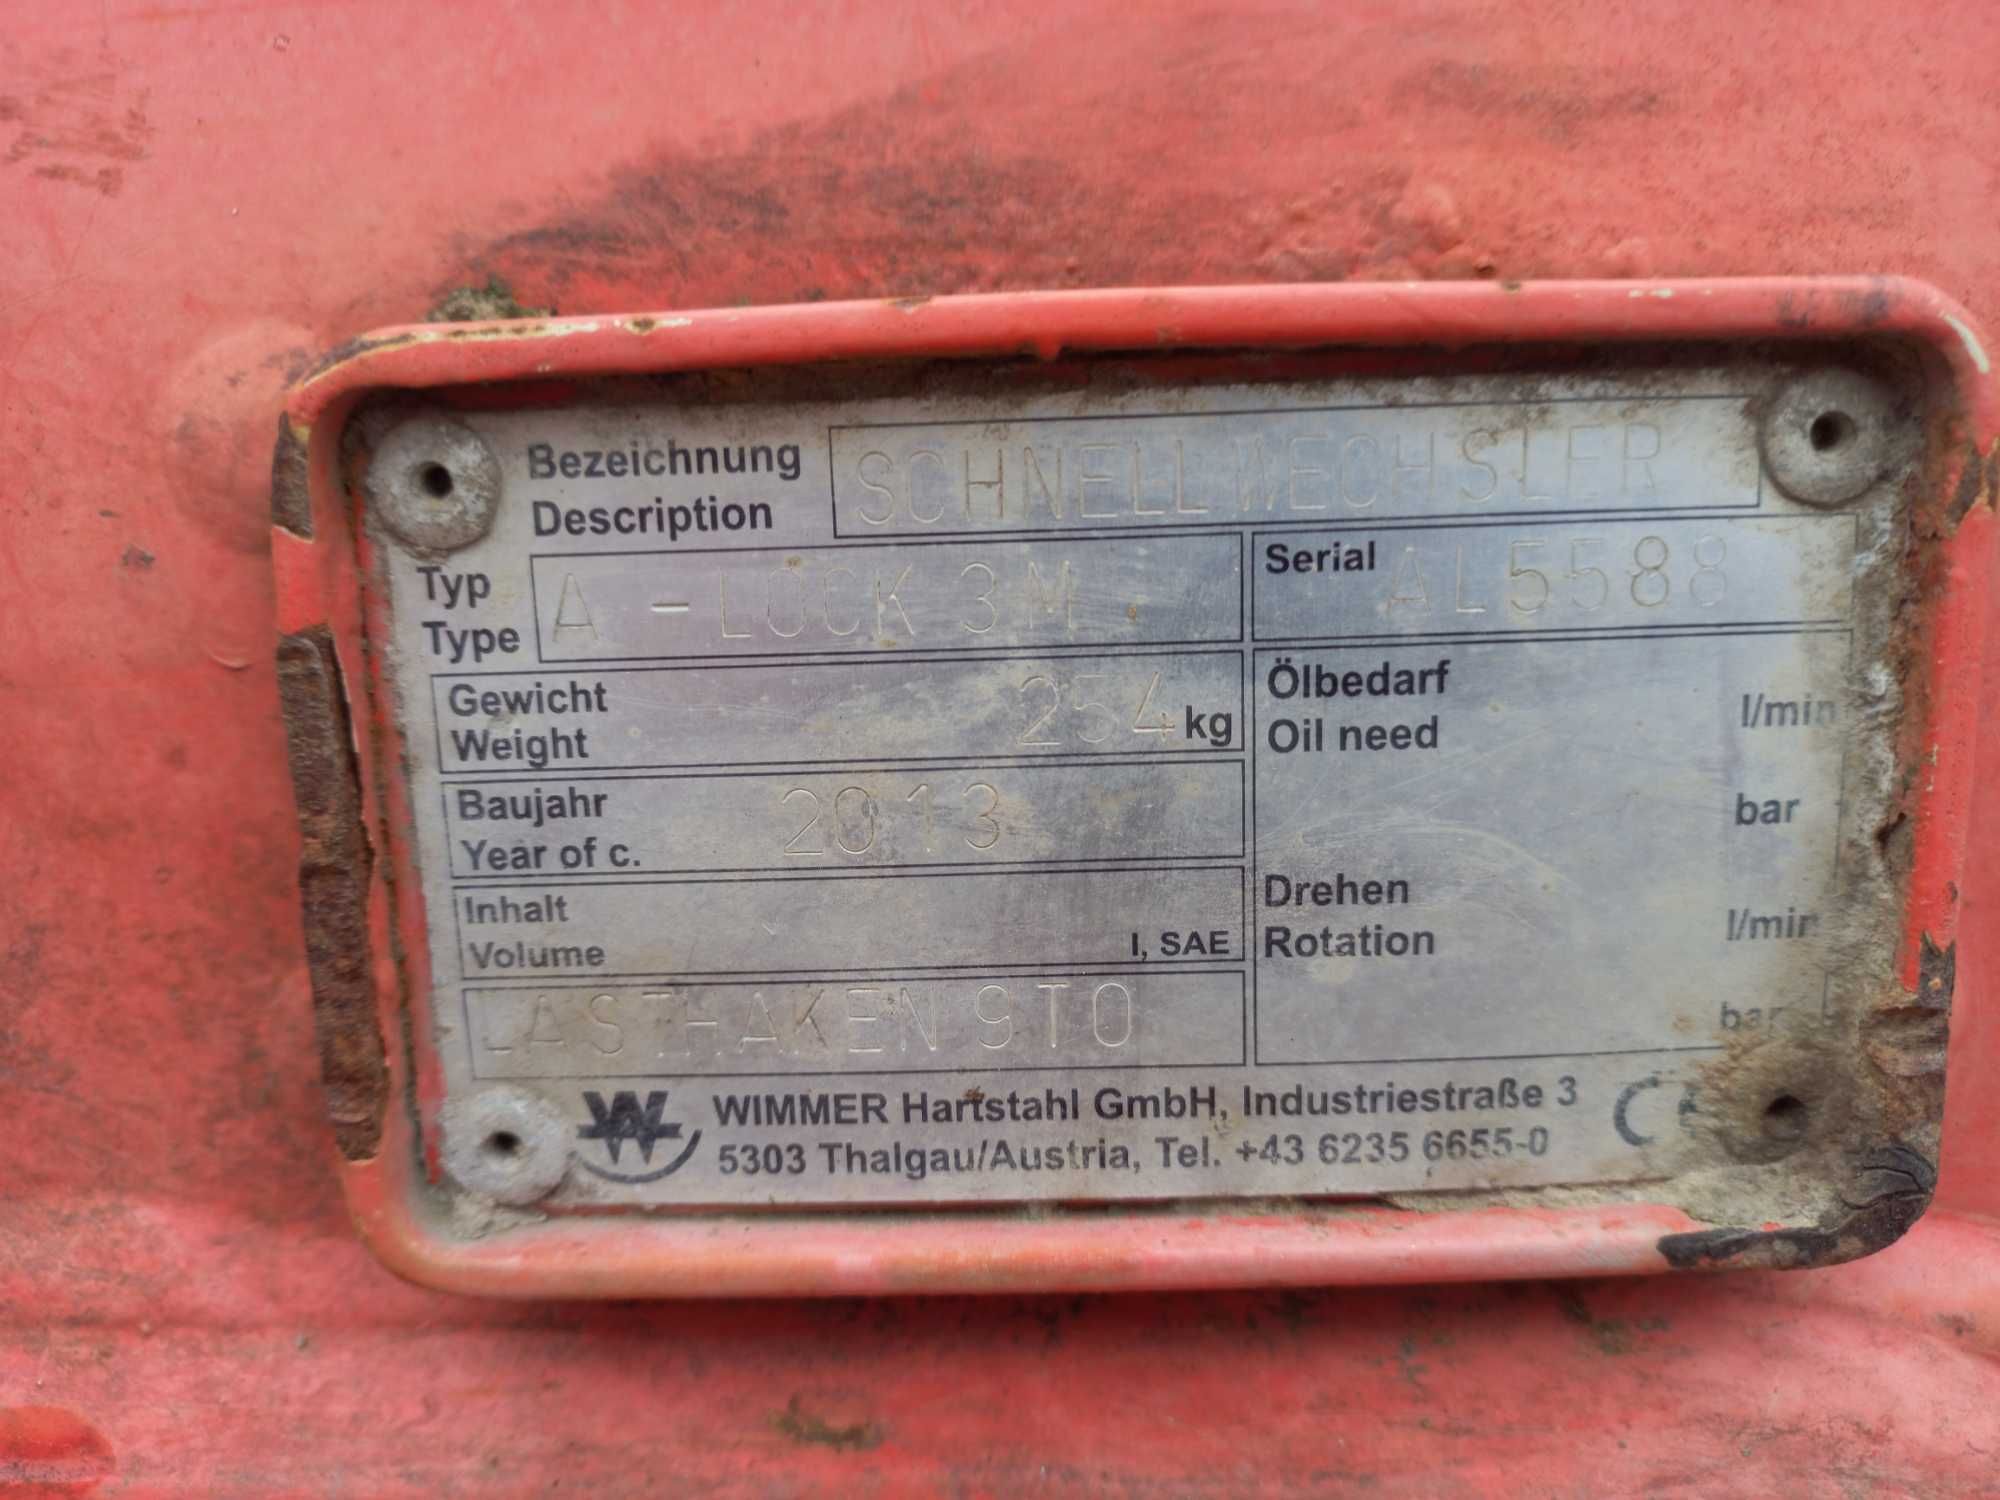 Bezeichnung
Description
SCHNELLWECHSLER
Typ
Type
A - LOCK 3M
Serial
AL5588
Gewicht
Weight
254 kg
Ölbedarf
Oil need
l/min
bar
Baujahr
Year of c.
2013
Inhalt
Volume
l, SAE
Drehen
Rotation
l/min
bar
LASTHAKEN 9TO
W
WIMMER Hartstahl GmbH, Industriestraße 3
5303 Thalgau/Austria, Tel. +43 6235 6655-0
CE